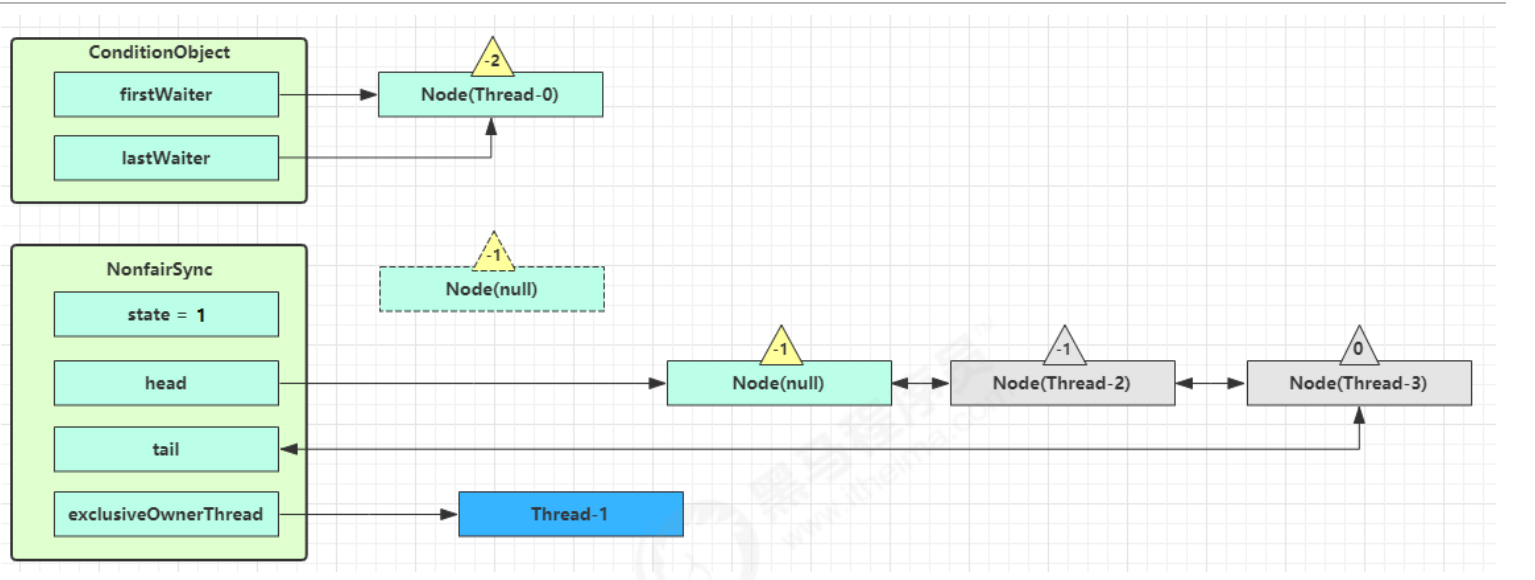 ConditionObject
-2
firstWaiter
Node(Thread-0)
lastWaiter
-1
NonfairSync
Node(null)
state = 1
-1
-1
0
head
Node(null)
Node(Thread-2)
Node(Thread-3)
tail
exclusiveOwnerThread
Thread-1
黑马程序员
www.itheima.com